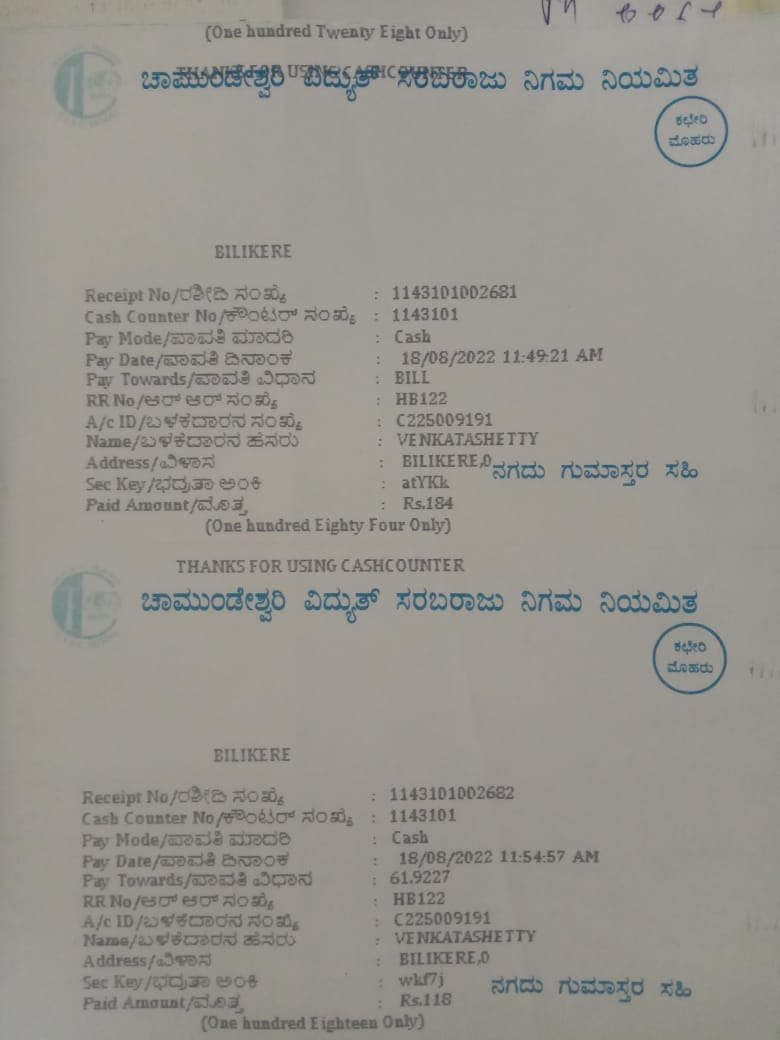 (One hundred Twenty Eight Only)
THANKS FOR USING CASHCOUNTER
ಚಾಮುಂಡೇಶ್ವರಿ ವಿದ್ಯುತ್ ಸರಬರಾಜು ನಿಗಮ ನಿಯಮಿತ
ಕಛೇರಿ
ಮೊಹರು
BILIKERE
Receipt No/ರಶೀದಿ ಸಂಖ್ಯೆ : 1143101002681
Cash Counter No/ಕೌಂಟರ್ ಸಂಖ್ಯೆ : 1143101
Pay Mode/ಪಾವತಿ ಮಾದರಿ : Cash
Pay Date/ಪಾವತಿ ದಿನಾಂಕ : 18/08/2022 11:49:21 AM
Pay Towards/ಪಾವತಿ ವಿಧಾನ : BILL
RR No/ಆರ್ ಆರ್ ಸಂಖ್ಯೆ : HB122
A/c ID/ಬಳಕೆದಾರನ ಸಂಖ್ಯೆ : C225009191
Name/ಬಳಕೆದಾರನ ಹೆಸರು : VENKATASHETTY
Address/ವಿಳಾಸ : BILIKERE,0
ನಗದು ಗುಮಾಸ್ತರ ಸಹಿ
Sec Key/ಭದ್ರತಾ ಅಂಕಿ : atYKk
Paid Amount/ಮೊತ್ತ : Rs.184
(One hundred Eighty Four Only)
THANKS FOR USING CASHCOUNTER
ಚಾಮುಂಡೇಶ್ವರಿ ವಿದ್ಯುತ್ ಸರಬರಾಜು ನಿಗಮ ನಿಯಮಿತ
ಕಛೇರಿ
ಮೊಹರು
BILIKERE
Receipt No/ರಶೀದಿ ಸಂಖ್ಯೆ : 1143101002682
Cash Counter No/ಕೌಂಟರ್ ಸಂಖ್ಯೆ : 1143101
Pay Mode/ಪಾವತಿ ಮಾದರಿ : Cash
Pay Date/ಪಾವತಿ ದಿನಾಂಕ : 18/08/2022 11:54:57 AM
Pay Towards/ಪಾವತಿ ವಿಧಾನ : 61.9227
RR No/ಆರ್ ಆರ್ ಸಂಖ್ಯೆ : HB122
A/c ID/ಬಳಕೆದಾರನ ಸಂಖ್ಯೆ : C225009191
Name/ಬಳಕೆದಾರನ ಹೆಸರು : VENKATASHETTY
Address/ವಿಳಾಸ : BILIKERE,0
Sec Key/ಭದ್ರತಾ ಅಂಕಿ : wkf7j
ನಗದು ಗುಮಾಸ್ತರ ಸಹಿ
Paid Amount/ಮೊತ್ತ : Rs.118
(One hundred Eighteen Only)